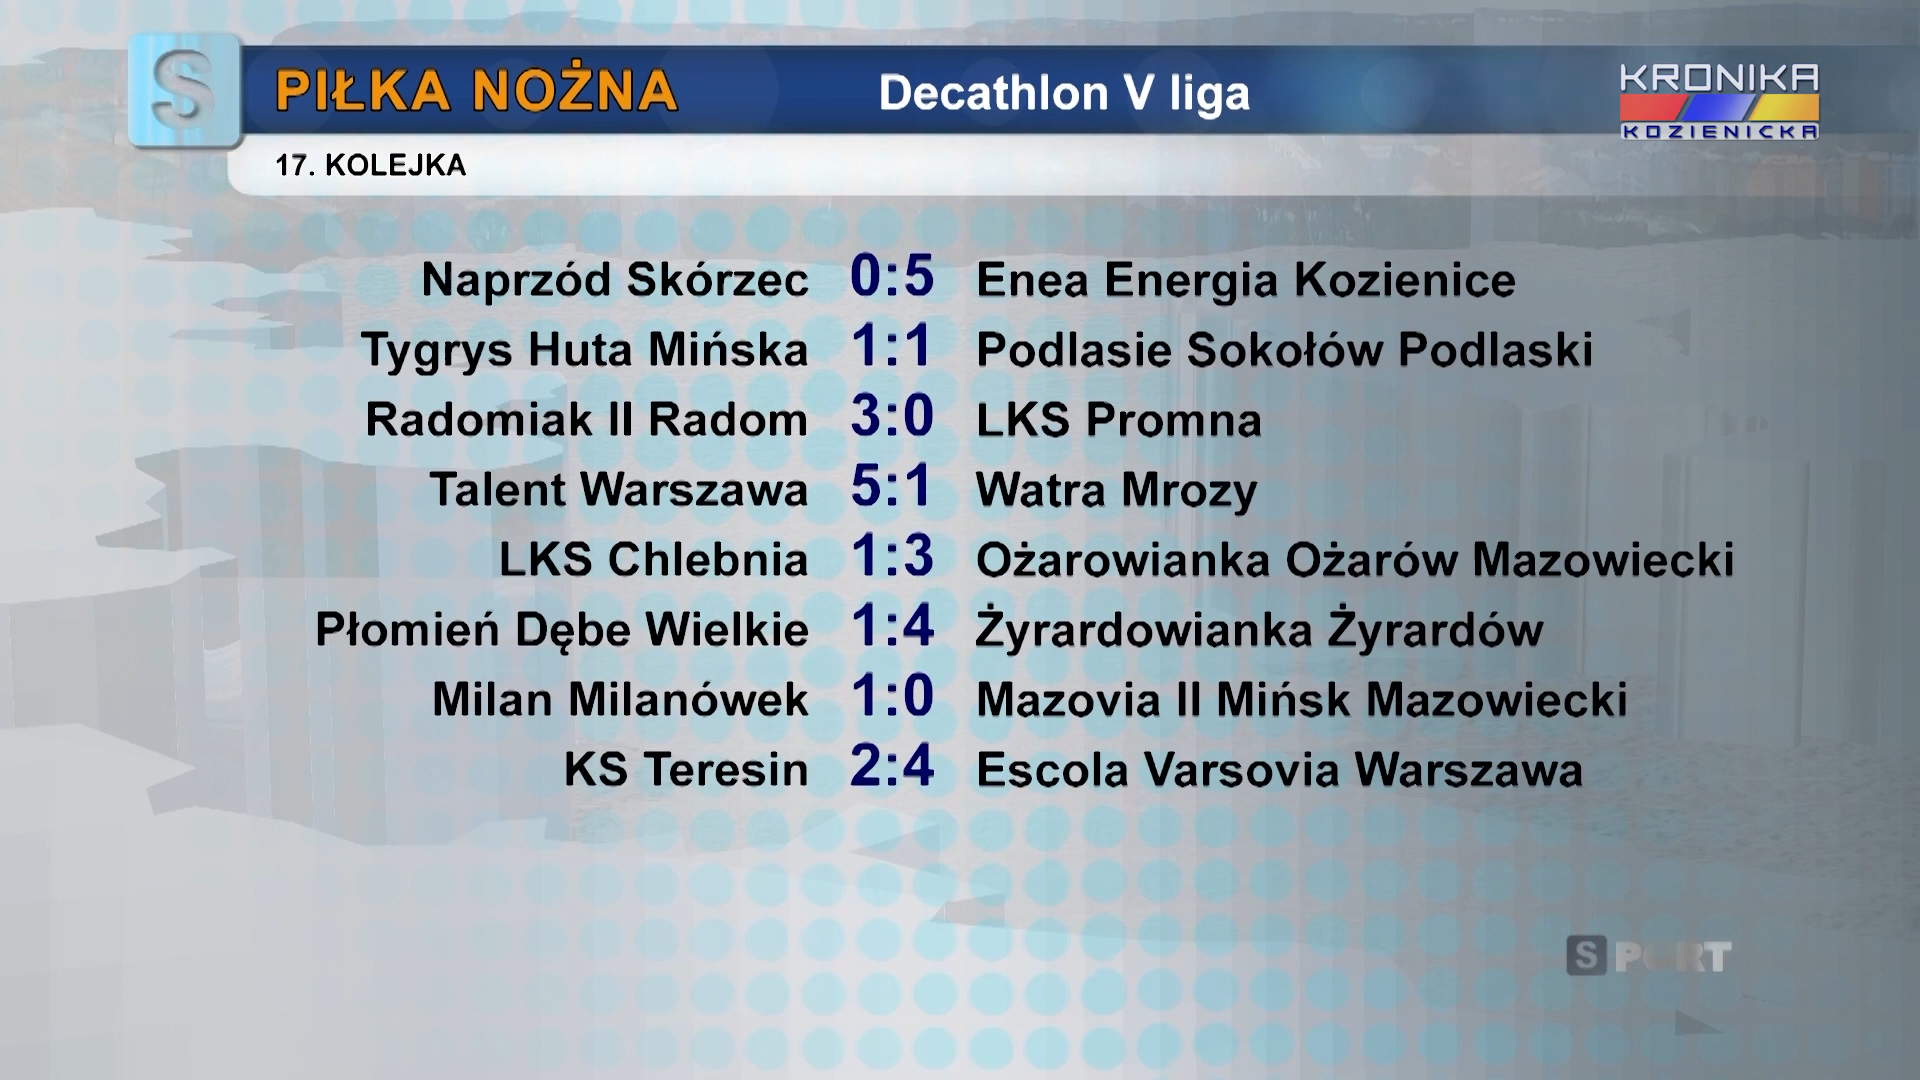 S PIŁKA NOŻNA Decathlon V liga KRONIKA KOZIENICKA
17. KOLEJKA
Naprzód Skórzec 0:5 Enea Energia Kozienice
Tygrys Huta Mińska 1:1 Podlasie Sokołów Podlaski
Radomiak II Radom 3:0 LKS Promna
Talent Warszawa 5:1 Watra Mrozy
LKS Chlebnia 1:3 Ożarowianka Ożarów Mazowiecki
Płomień Dębe Wielkie 1:4 Żyrardowianka Żyrardów
Milan Milanówek 1:0 Mazovia II Mińsk Mazowiecki
KS Teresin 2:4 Escola Varsovia Warszawa
SPORT